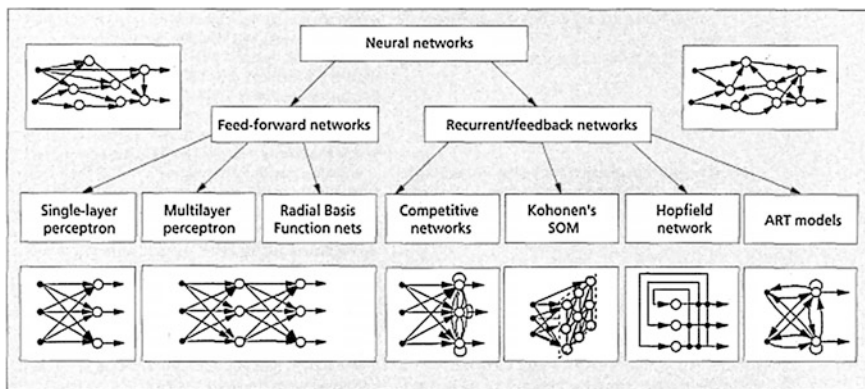 Neural networks
Feed-forward networks
Recurrent/feedback networks
Single-layer
perceptron
Multilayer
perceptron
Radial Basis
Function nets
Competitive
networks
Kohonen's
SOM
Hopfield
network
ART models